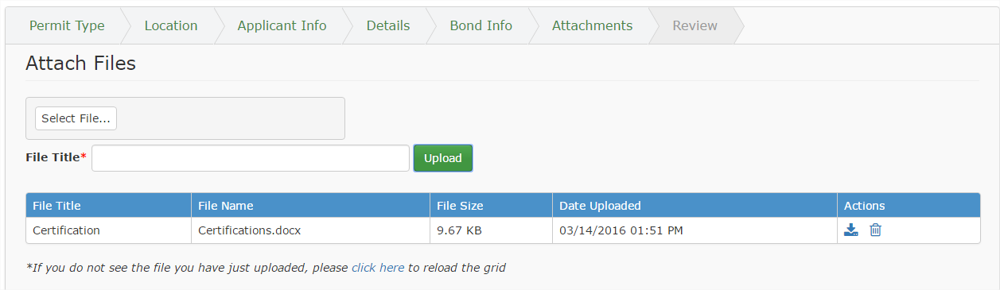 Permit Type Location Applicant Info Details Bond Info Attachments Review
Attach Files
Select File...
File Title* Upload
File Title File Name File Size Date Uploaded Actions
Certification Certifications.docx 9.67 KB 03/14/2016 01:51 PM
*If you do not see the file you have just uploaded, please click here to reload the grid